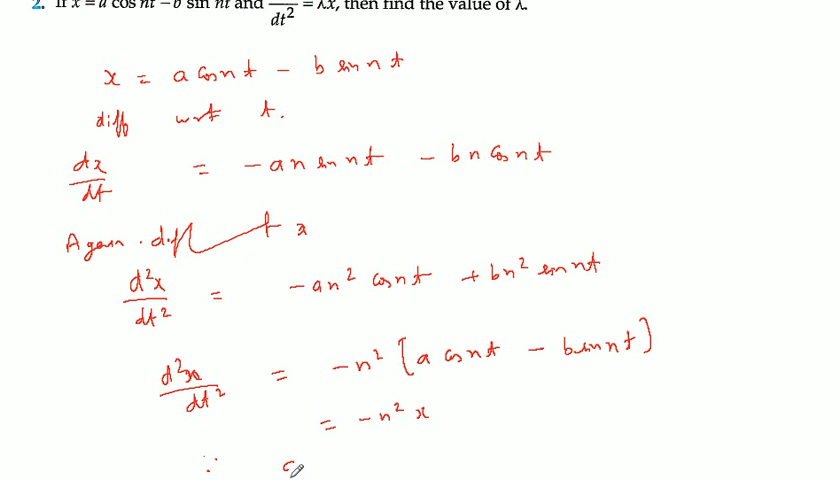 2. If x = a cos nt − b sin nt and /dt² = λx, then find the value of λ.
x = a cos nt − b sin nt
diff wrt t.
dx/dt = −an sin nt − bn cos nt
Again diff
d²x/dt² = −an² cos nt + bn² sin nt
d²x/dt² = −n² [a cos nt − b sin nt]
= −n² x
∵